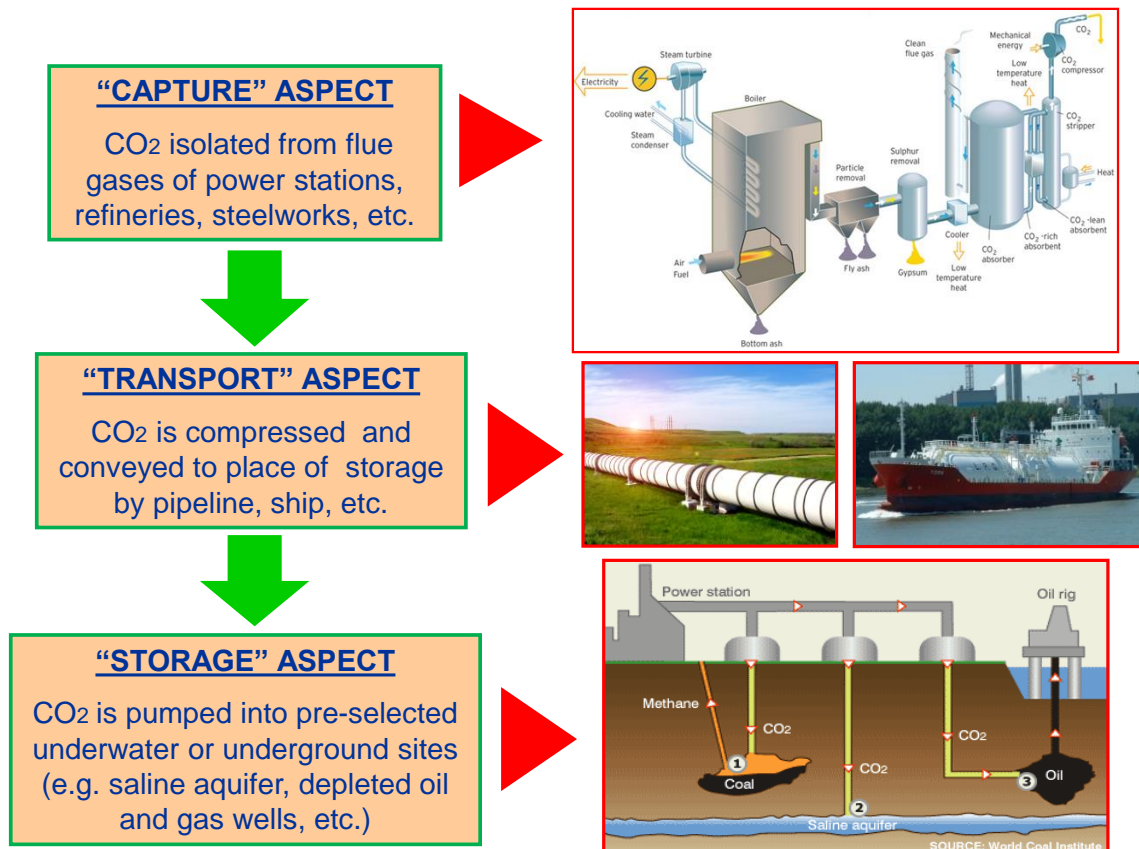 “CAPTURE” ASPECT
CO2 isolated from flue
gases of power stations,
refineries, steelworks, etc.
Steam turbine
Electricity
Cooling water
Steam
condenser
Boiler
Air
Fuel
Bottom ash
Particle
removal
Fly ash
Sulphur
removal
Gypsum
Clean
flue gas
Cooler
Low
temperature
heat
CO2
absorber
Mechanical
energy
Low
temperature
heat
CO2
CO2
compressor
CO2
stripper
Heat
CO2 -lean
absorbent
CO2 -rich
absorbent
“TRANSPORT” ASPECT
CO2 is compressed and
conveyed to place of storage
by pipeline, ship, etc.
“STORAGE” ASPECT
CO2 is pumped into pre-selected
underwater or underground sites
(e.g. saline aquifer, depleted oil
and gas wells, etc.)
Power station
Oil rig
Methane
CO2
CO2
CO2
1
Coal
2
Saline aquifer
3
Oil
SOURCE: World Coal Institute